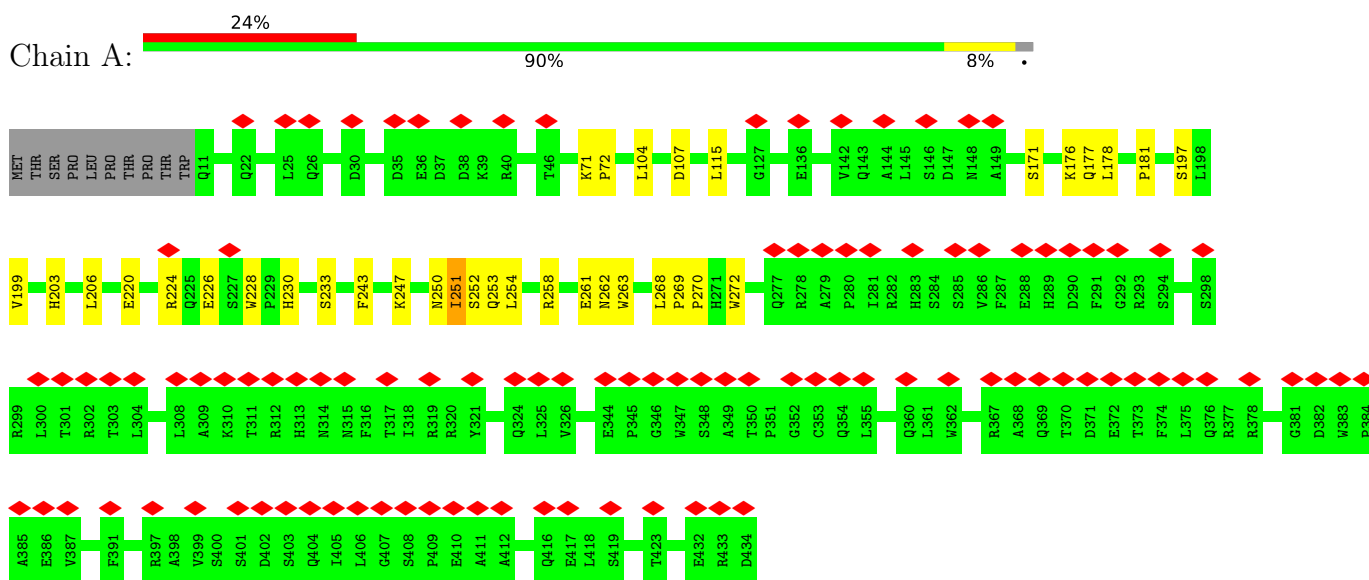 24%
Chain A:
90% 8% •
MET THR SER PRO LEU PRO THR PRO THR TRP Q11 Q22 L25 Q26 D30 D35 E36 D37 D38 K39 R40 T46 K71 P72 L104 D107 L115 G127 E136 V142 Q143 A144 L145 S146 D147 N148 A149 S171 K176 Q177 L178 P181 S197 L198
V199 H203 L206 E220 R224 Q225 E226 S227 W228 P229 H230 S233 F243 K247 N250 I251 S252 Q253 L254 R258 E261 N262 W263 L268 P269 P270 H271 W272 Q277 R278 A279 P280 I281 R282 H283 S284 S285 V286 F287 E288 H289 D290 F291 G292 R293 S294 S298
R299 L300 T301 R302 T303 L304 L308 A309 K310 T311 R312 H313 N314 N315 F316 T317 I318 R319 R320 Y321 Q324 L325 V326 E344 P345 G346 W347 S348 A349 T350 P351 G352 C353 Q354 L355 Q360 L361 W362 R367 A368 Q369 T370 D371 E372 T373 F374 L375 Q376 R377 R378 G381 D382 W383 P384
A385 E386 V387 F391 R397 A398 V399 S400 S401 D402 S403 Q404 I405 L406 G407 S408 P409 E410 A411 A412 Q416 E417 L418 S419 T423 E432 R433 D434